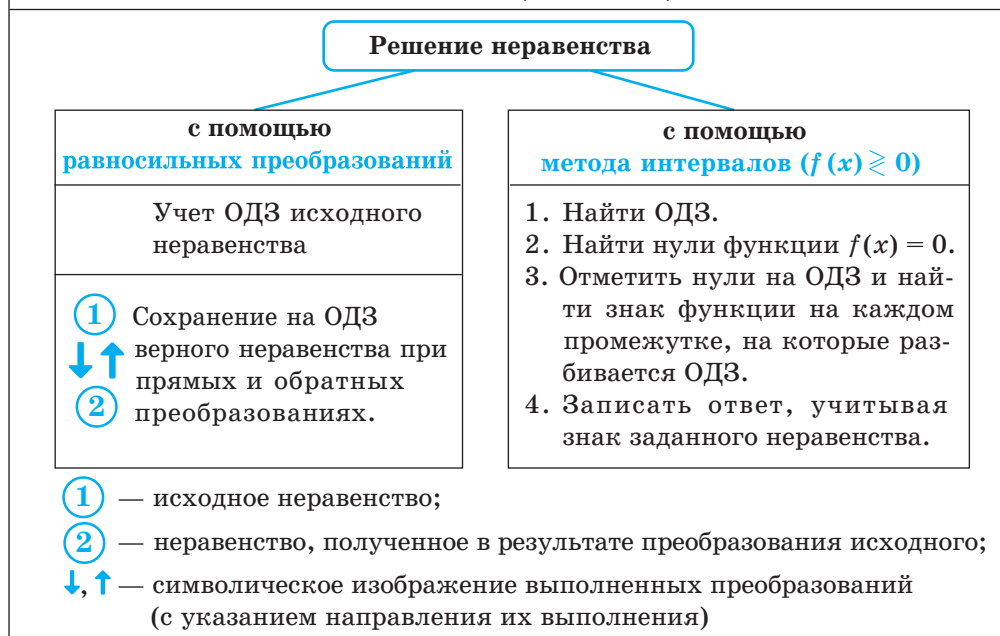 Решение неравенства
с помощью
равносильных преобразований
Учет ОДЗ исходного
неравенства
1 Сохранение на ОДЗ
верного неравенства при
прямых и обратных
2 преобразованиях.
с помощью
метода интервалов (f (x) ≷ 0)
1. Найти ОДЗ.
2. Найти нули функции f(x) = 0.
3. Отметить нули на ОДЗ и най-
ти знак функции на каждом
промежутке, на которые раз-
бивается ОДЗ.
4. Записать ответ, учитывая
знак заданного неравенства.
1 — исходное неравенство;
2 — неравенство, полученное в результате преобразования исходного;
↓, ↑ — символическое изображение выполненных преобразований
(с указанием направления их выполнения)